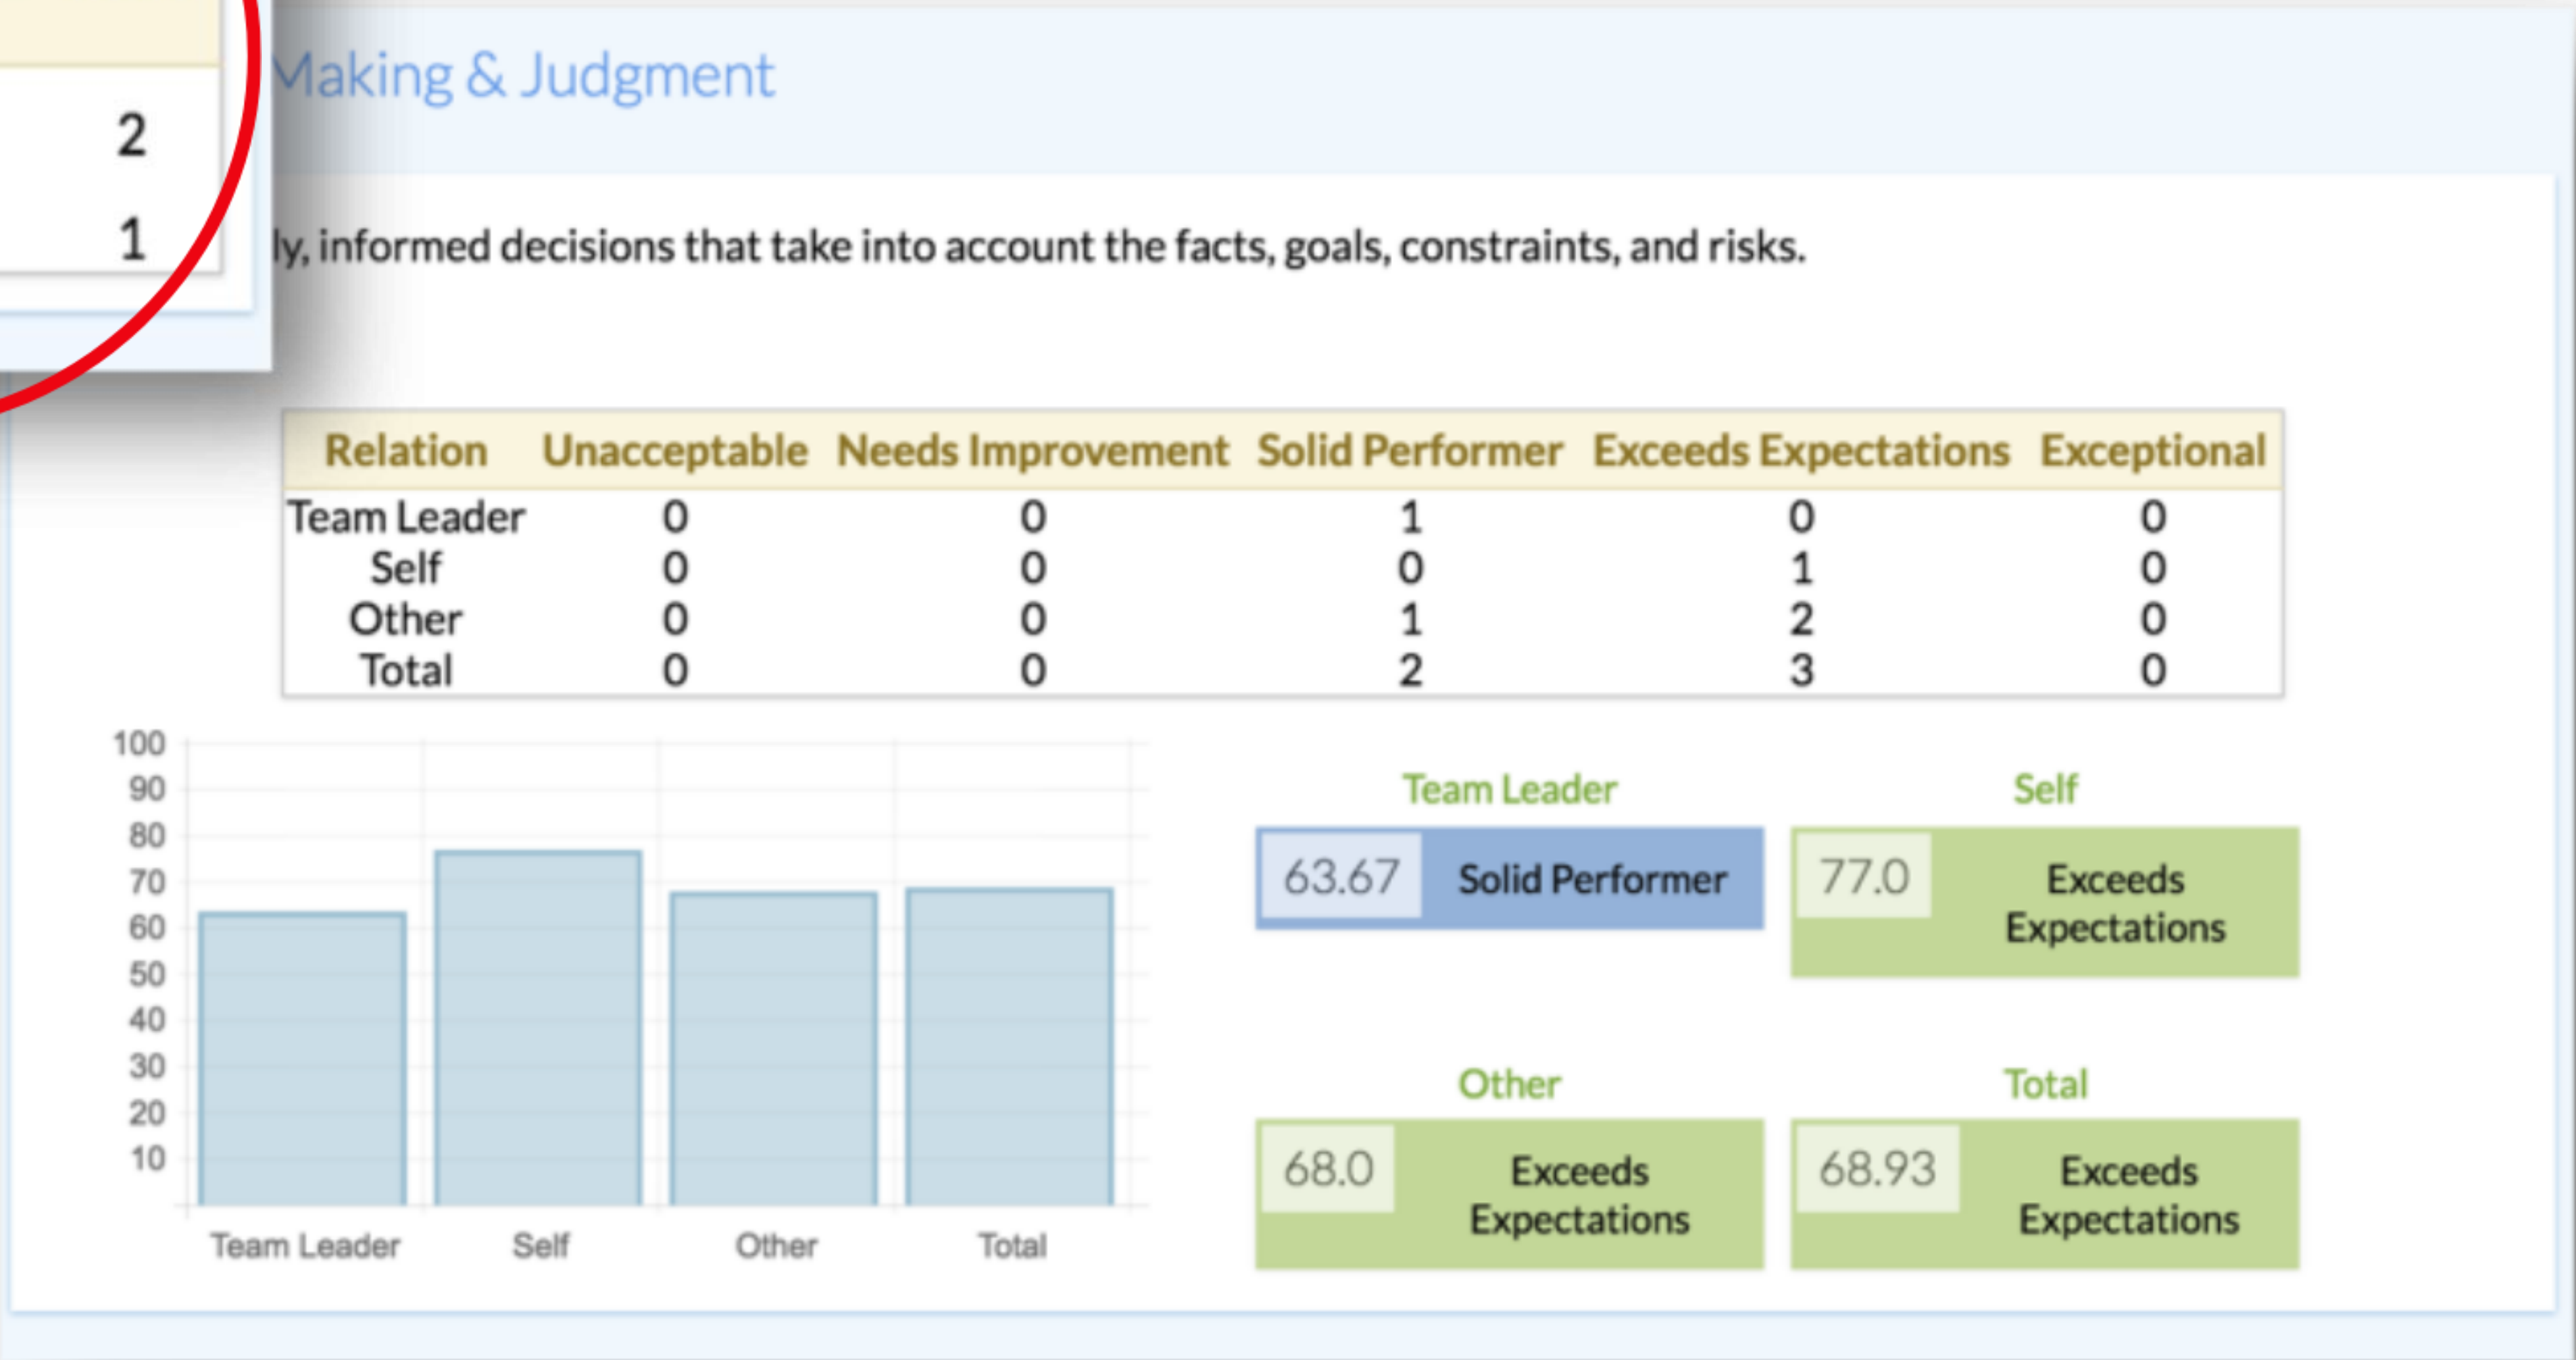 2
1
Making & Judgment
ly, informed decisions that take into account the facts, goals, constraints, and risks.
Relation Unacceptable Needs Improvement Solid Performer Exceeds Expectations Exceptional
Team Leader 0 0 1 0 0
Self 0 0 0 1 0
Other 0 0 1 2 0
Total 0 0 2 3 0
100
90
80
70
60
50
40
30
20
10
Team Leader Self Other Total
Team Leader Self
63.67 Solid Performer 77.0 Exceeds
Expectations
Other Total
68.0 Exceeds 68.93 Exceeds
Expectations Expectations